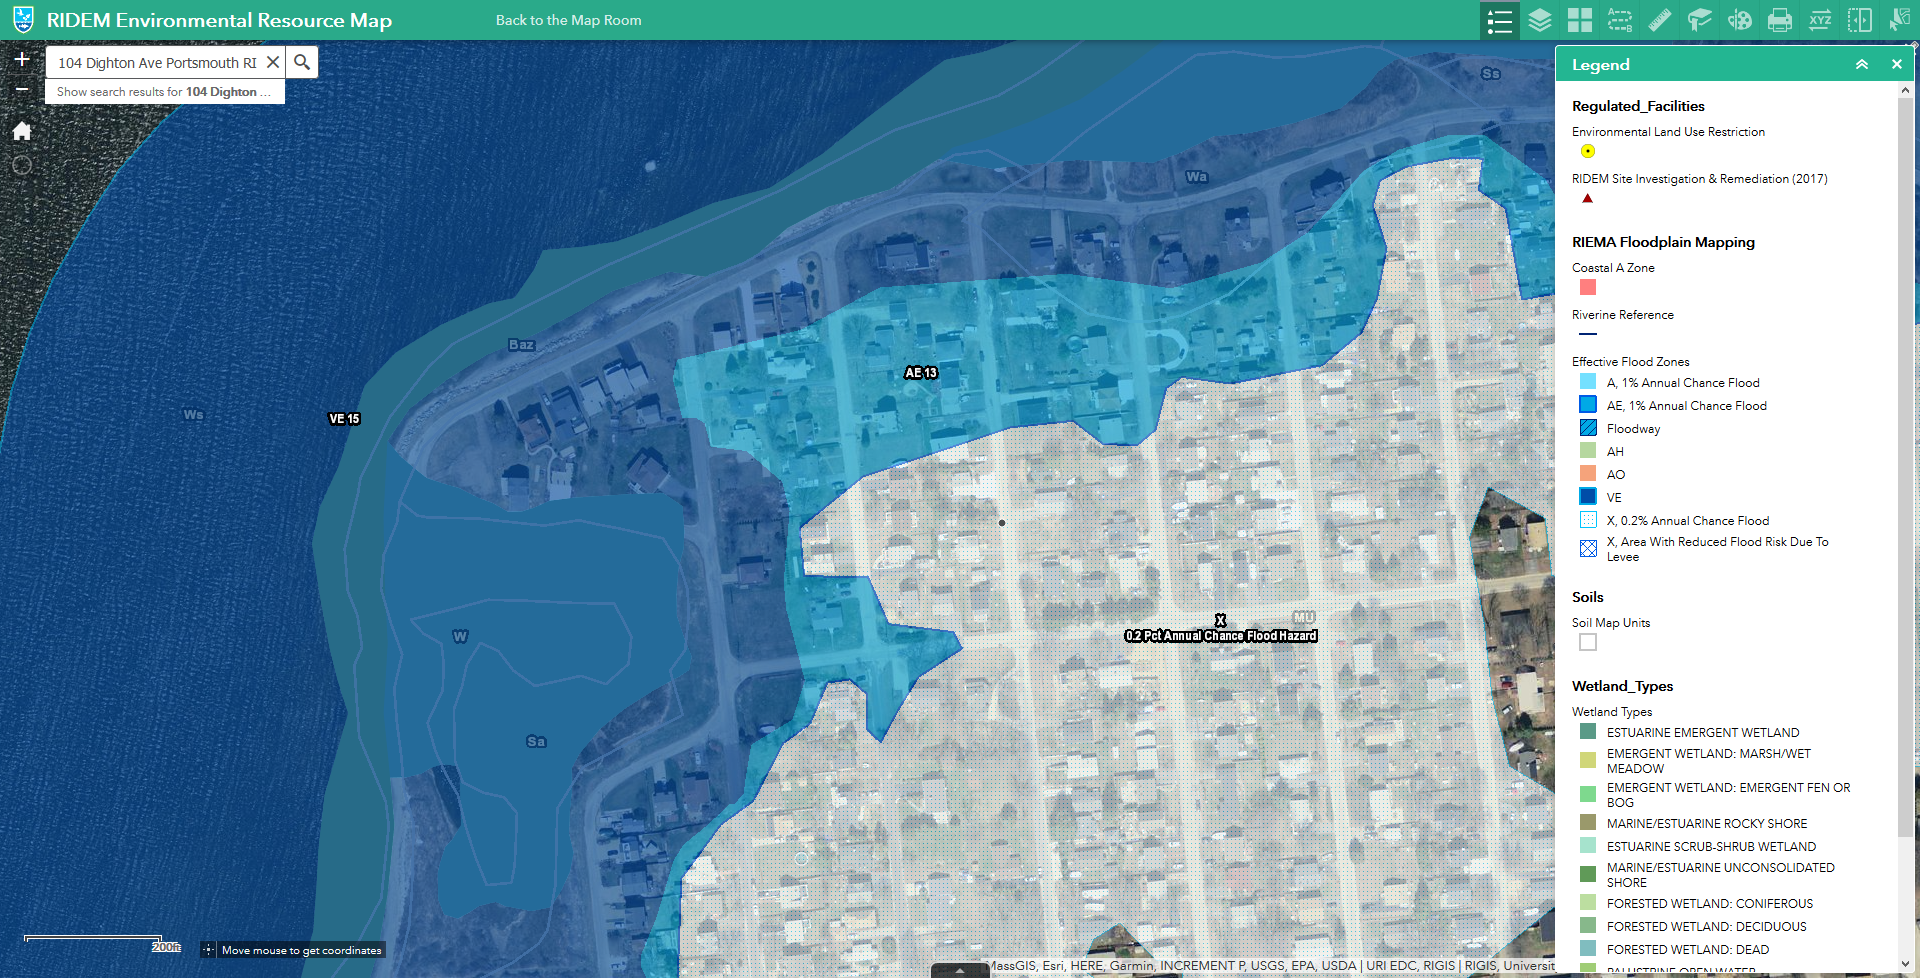 RIDEM Environmental Resource Map
Back to the Map Room
XYZ
104 Dighton Ave Portsmouth RI
Show search results for 104 Dighton ...
Legend
Regulated_Facilities
Environmental Land Use Restriction
RIDEM Site Investigation & Remediation (2017)
RIEMA Floodplain Mapping
Coastal A Zone
Riverine Reference
Effective Flood Zones
A, 1% Annual Chance Flood
AE, 1% Annual Chance Flood
Floodway
AH
AO
VE
X, 0.2% Annual Chance Flood
X, Area With Reduced Flood Risk Due To
Levee
Soils
Soil Map Units
Wetland_Types
Wetland Types
ESTUARINE EMERGENT WETLAND
EMERGENT WETLAND: MARSH/WET
MEADOW
EMERGENT WETLAND: EMERGENT FEN OR
BOG
MARINE/ESTUARINE ROCKY SHORE
ESTUARINE SCRUB-SHRUB WETLAND
MARINE/ESTUARINE UNCONSOLIDATED
SHORE
FORESTED WETLAND: CONIFEROUS
FORESTED WETLAND: DECIDUOUS
FORESTED WETLAND: DEAD
PALUSTRINE OPEN WATER
Ss
Wa
Baz
AE 13
Ws
VE 15
X
MU
0.2 Pct Annual Chance Flood Hazard
W
Sa
200ft
Move mouse to get coordinates
MassGIS, Esri, HERE, Garmin, INCREMENT P, USGS, EPA, USDA | URI EDC, RIGIS | RIGIS, Universit